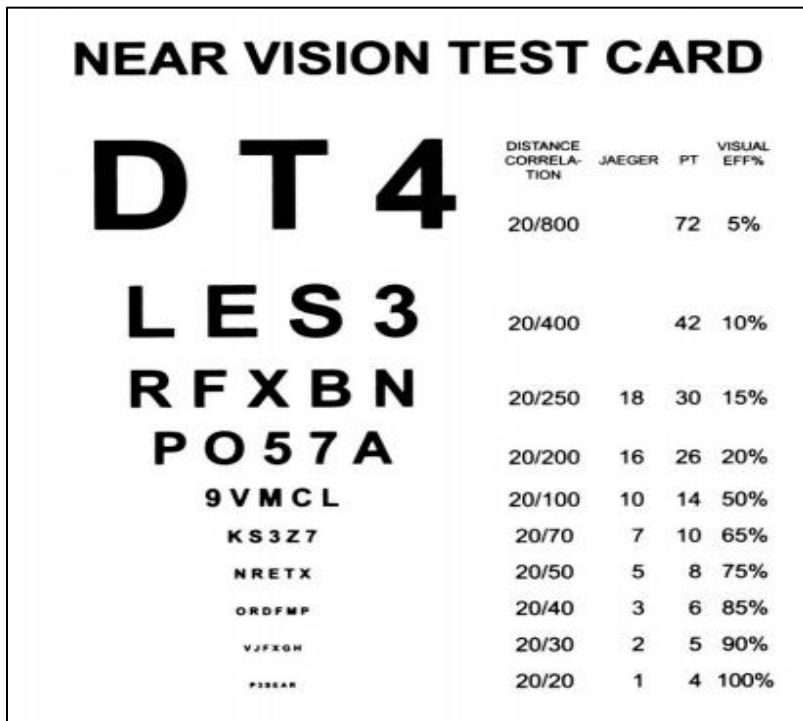 NEAR VISION TEST CARD
DISTANCE CORRELA- TION JAEGER PT VISUAL EFF%
D T 4 20/800 72 5%
L E S 3 20/400 42 10%
R F X B N 20/250 18 30 15%
P O 5 7 A 20/200 16 26 20%
9 V M C L 20/100 10 14 50%
K S 3 Z 7 20/70 7 10 65%
N R E T X 20/50 5 8 75%
O R D F M P 20/40 3 6 85%
V J F X G H 20/30 2 5 90%
20/20 1 4 100%